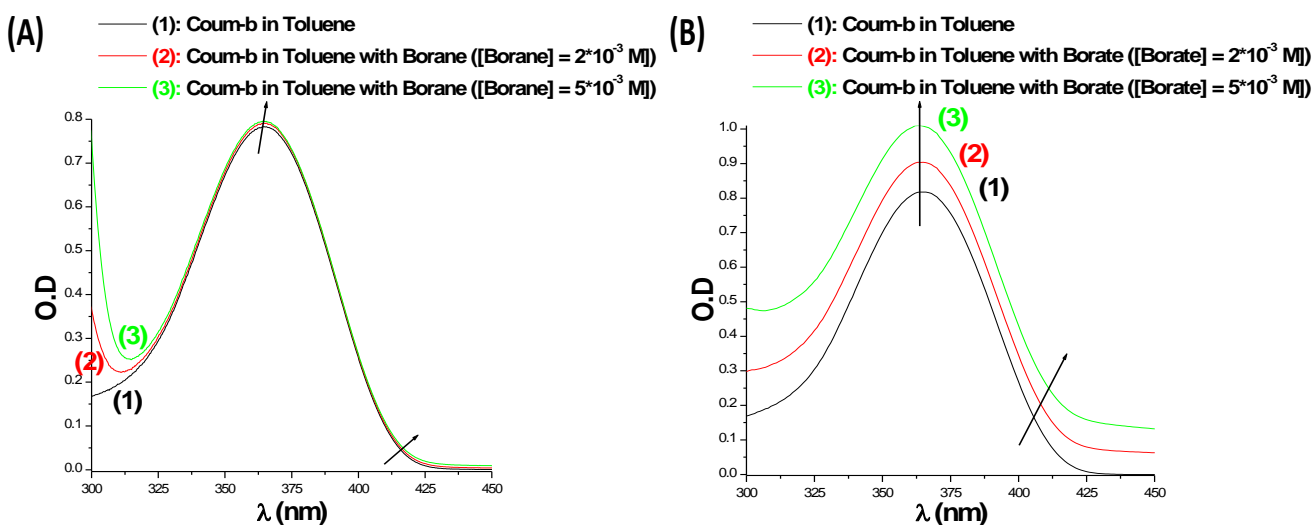 (A)
(1): Coum-b in Toluene
(2): Coum-b in Toluene with Borane ([Borane] = 2*10-3 M])
(3): Coum-b in Toluene with Borane ([Borane] = 5*10-3 M])
0.8
0.7
0.6
0.5
0.4
0.3
0.2
0.1
0.0
O.D
(3)
(2)
(1)
300 325 350 375 400 425 450
λ (nm)
(B)
(1): Coum-b in Toluene
(2): Coum-b in Toluene with Borate ([Borate] = 2*10-3 M])
(3): Coum-b in Toluene with Borate ([Borate] = 5*10-3 M])
1.0
0.9
0.8
0.7
0.6
0.5
0.4
0.3
0.2
0.1
0.0
O.D
(3)
(2)
(1)
300 325 350 375 400 425 450
λ (nm)